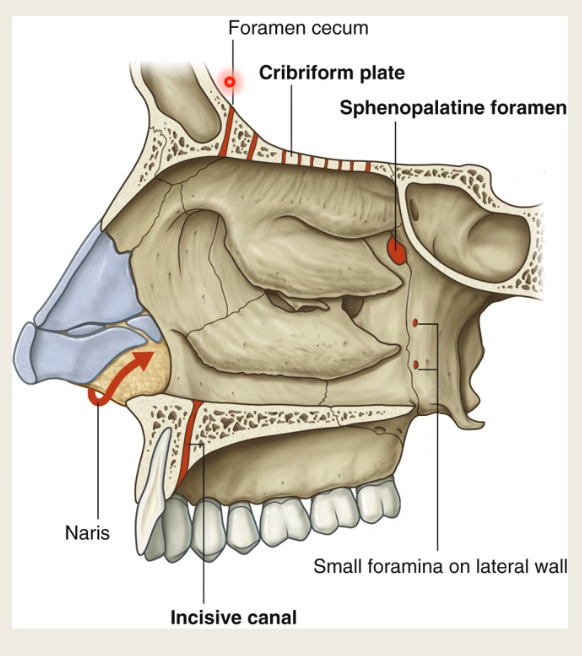 Foramen cecum
Cribriform plate
Sphenopalatine foramen
Naris
Small foramina on lateral wall
Incisive canal